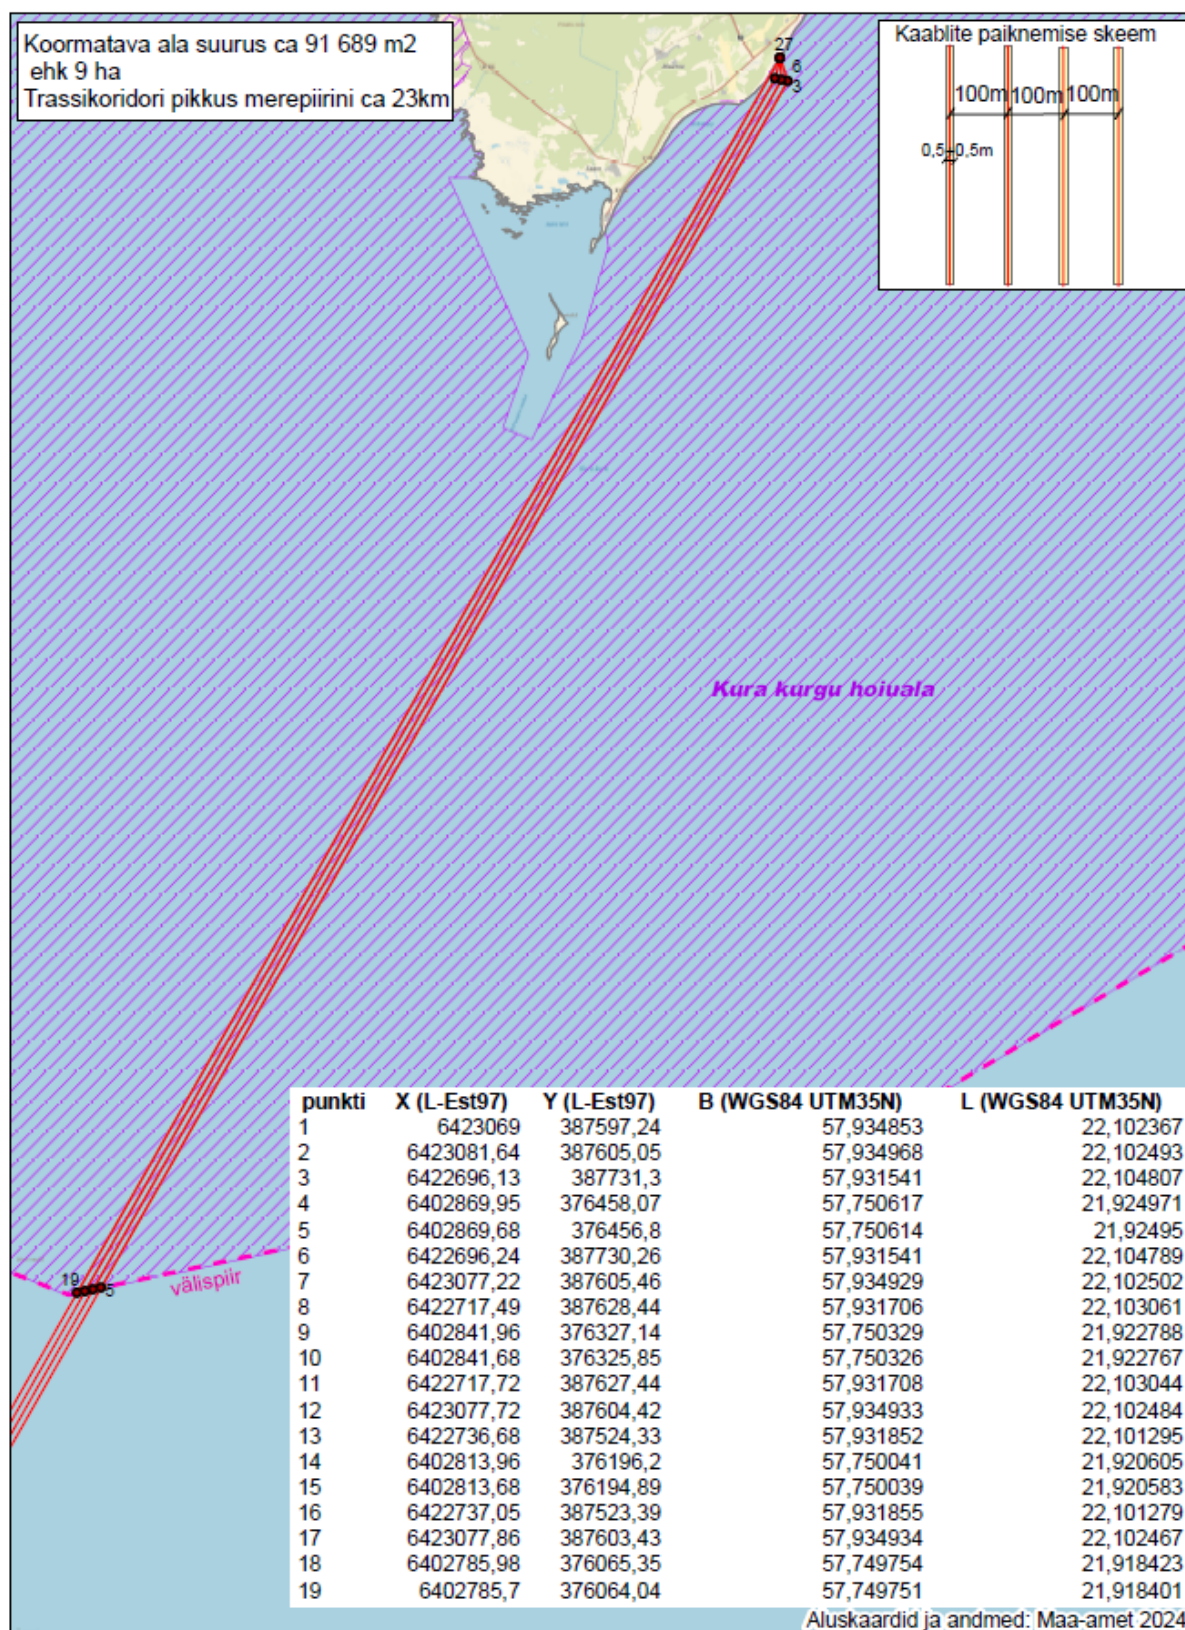 Koormatava ala suurus ca 91 689 m2
ehk 9 ha
Trassikoridori pikkus merepiirini ca 23km
27
6
3
Kaablite paiknemise skeem
100m 100m 100m
0,5 0,5m
Kura kurgu hoiuala
19
5
välispiir
punkti X (L-Est97) Y (L-Est97) B (WGS84 UTM35N) L (WGS84 UTM35N)
1 6423069 387597,24 57,934853 22,102367
2 6423081,64 387605,05 57,934968 22,102493
3 6422696,13 387731,3 57,931541 22,104807
4 6402869,95 376458,07 57,750617 21,924971
5 6402869,68 376456,8 57,750614 21,92495
6 6422696,24 387730,26 57,931541 22,104789
7 6423077,22 387605,46 57,934929 22,102502
8 6422717,49 387628,44 57,931706 22,103061
9 6402841,96 376327,14 57,750329 21,922788
10 6402841,68 376325,85 57,750326 21,922767
11 6422717,72 387627,44 57,931708 22,103044
12 6423077,72 387604,42 57,934933 22,102484
13 6422736,68 387524,33 57,931852 22,101295
14 6402813,96 376196,2 57,750041 21,920605
15 6402813,68 376194,89 57,750039 21,920583
16 6422737,05 387523,39 57,931855 22,101279
17 6423077,86 387603,43 57,934934 22,102467
18 6402785,98 376065,35 57,749754 21,918423
19 6402785,7 376064,04 57,749751 21,918401
Aluskaardid ja andmed: Maa-amet 2024